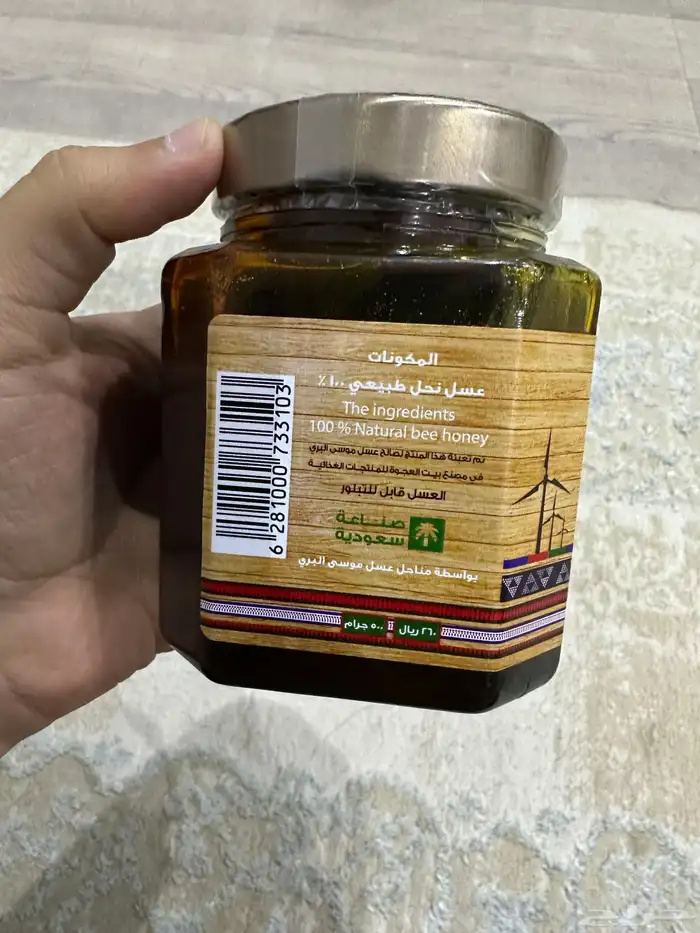 المكونات
عسل نحل طبيعي ١٠٠٪
The ingredients
100 % Natural bee honey
تم تعبئة هذا المنتج لصالح عسل موسى البري
في مصنع بيت العجوة للمنتجات الغذائية
العسل قابل للتبلور
صناعة
سعودية
بواسطة مناحل عسل موسى البري
٢٦٠ ريال
٥٠٠ جرام
6 281000 733103